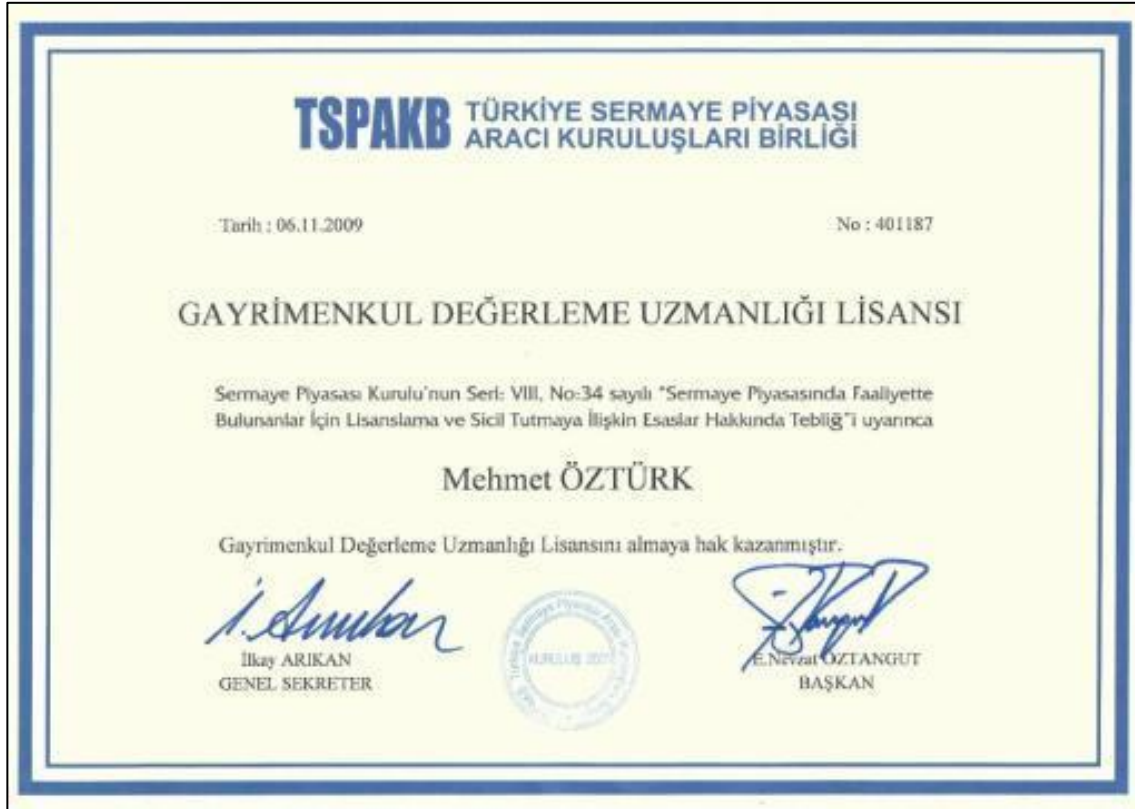 TSPAKB TÜRKİYE SERMAYE PİYASASI
ARACI KURULUŞLARI BİRLİĞİ
Tarih : 06.11.2009 No : 401187
GAYRİMENKUL DEĞERLEME UZMANLIĞI LİSANSI
Sermaye Piyasası Kurulu'nun Seri: VIII, No:34 sayılı "Sermaye Piyasasında Faaliyette
Bulunanlar İçin Lisanslama ve Sicil Tutmaya İlişkin Esaslar Hakkında Tebliğ"i uyarınca
Mehmet ÖZTÜRK
Gayrimenkul Değerleme Uzmanlığı Lisansını almaya hak kazanmıştır.
İlkay ARIKAN
GENEL SEKRETER
E.Nevzat ÖZTANGUT
BAŞKAN